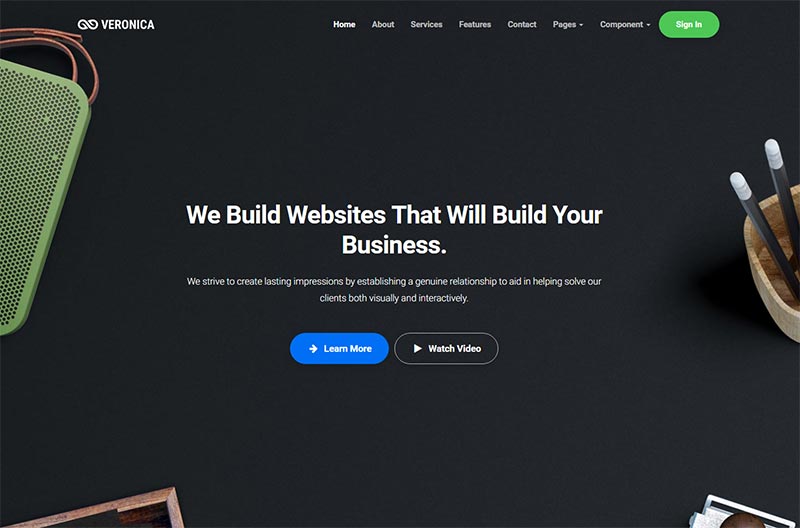 VERONICA
Home About Services Features Contact Pages Component Sign In
We Build Websites That Will Build Your
Business.
We strive to create lasting impressions by establishing a genuine relationship to aid in helping solve our
clients both visually and interactively.
Learn More Watch Video